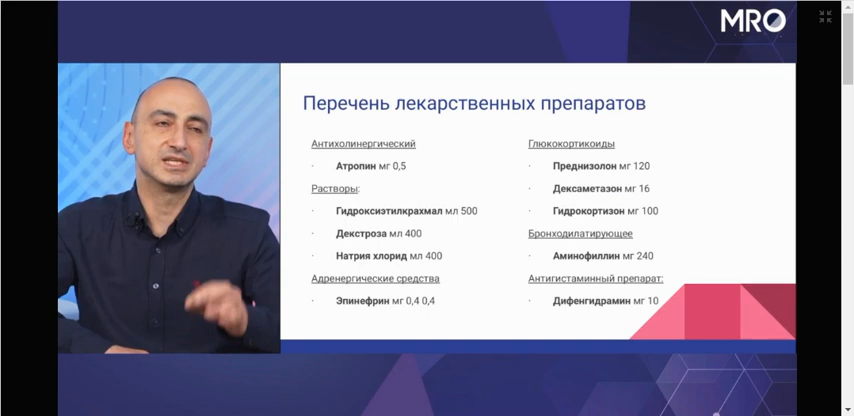 MRO
Перечень лекарственных препаратов
Антихолинергический
· Атропин мг 0,5
Растворы:
· Гидроксиэтилкрахмал мл 500
· Декстроза мл 400
· Натрия хлорид мл 400
Адренергические средства
· Эпинефрин мг 0,4 0,4
Глюкокортикоиды
· Преднизолон мг 120
· Дексаметазон мг 16
· Гидрокортизон мг 100
Бронходилатирующее
· Аминофиллин мг 240
Антигистаминный препарат:
· Дифенгидрамин мг 10